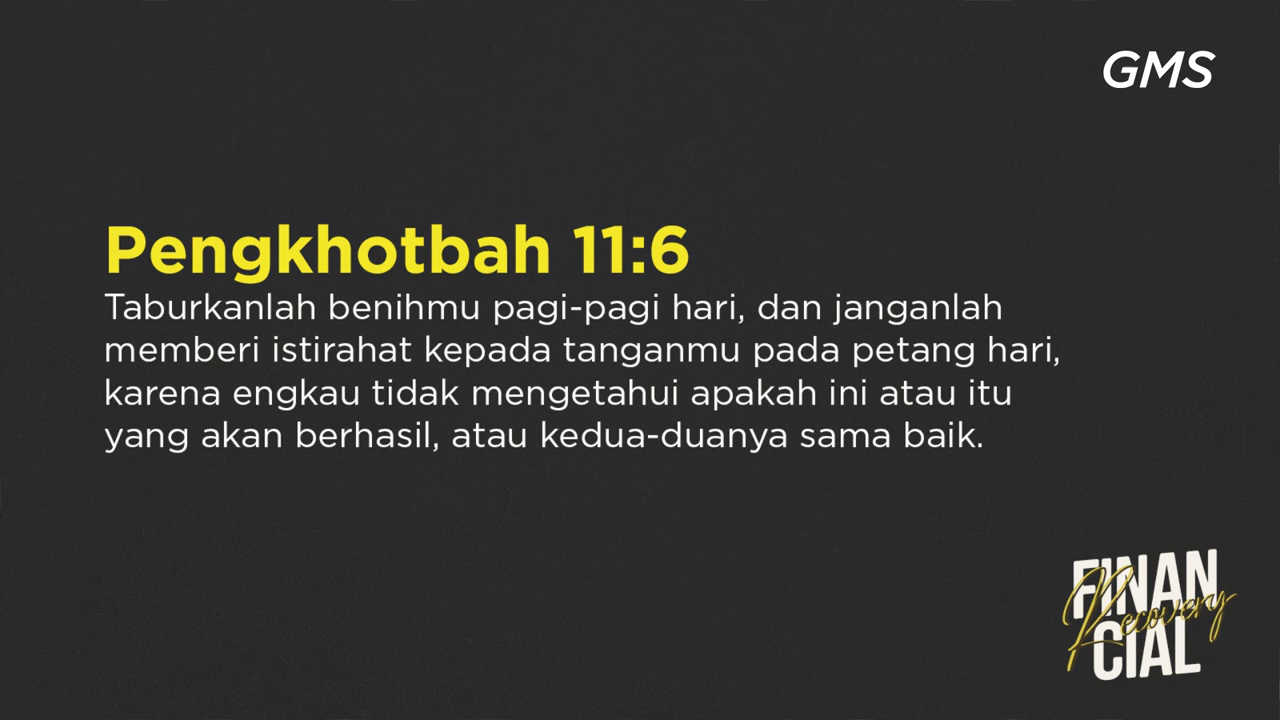 GMS
Pengkhotbah 11:6
Taburkanlah benihmu pagi-pagi hari, dan janganlah
memberi istirahat kepada tanganmu pada petang hari,
karena engkau tidak mengetahui apakah ini atau itu
yang akan berhasil, atau kedua-duanya sama baik.
FINAN
Recovery
CIAL